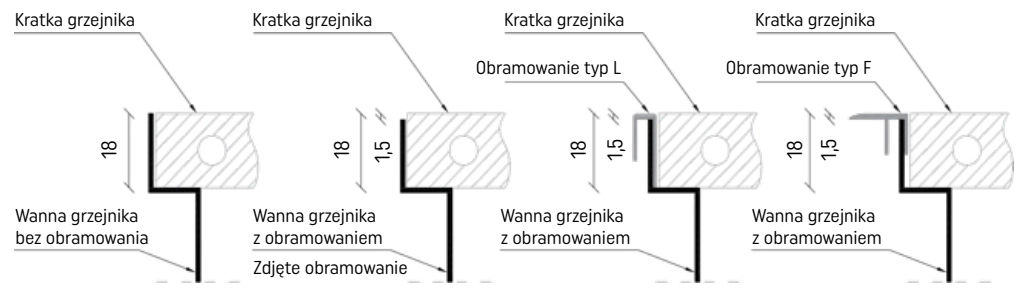 Kratka grzejnika
18
Wanna grzejnika
bez obramowania
Kratka grzejnika
18
1,5
Wanna grzejnika
z obramowaniem
Zdjęte obramowanie
Kratka grzejnika
Obramowanie typ L
18
1,5
Wanna grzejnika
z obramowaniem
Kratka grzejnika
Obramowanie typ F
18
1,5
Wanna grzejnika
z obramowaniem